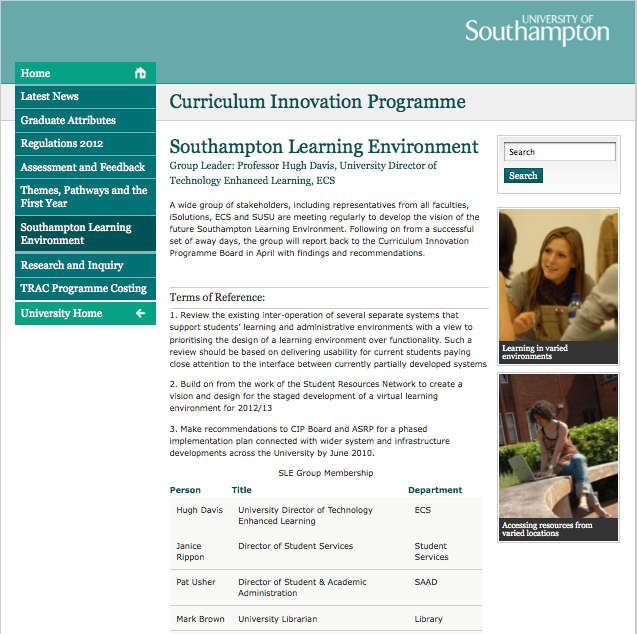 UNIVERSITY OF
Southampton
Home
Latest News
Graduate Attributes
Regulations 2012
Assessment and Feedback
Themes, Pathways and the
First Year
Southampton Learning
Environment
Research and Inquiry
TRAC Programme Costing
University Home
Curriculum Innovation Programme
Southampton Learning Environment
Group Leader: Professor Hugh Davis, University Director of
Technology Enhanced Learning, ECS
A wide group of stakeholders, including representatives from all faculties,
iSolutions, ECS and SUSU are meeting regularly to develop the vision of the
future Southampton Learning Environment. Following on from a successful
set of away days, the group will report back to the Curriculum Innovation
Programme Board in April with findings and recommendations.
Terms of Reference:
1. Review the existing inter-operation of several separate systems that
support students' learning and administrative environments with a view to
prioritising the design of a learning environment over functionality. Such a
review should be based on delivering usability for current students paying
close attention to the interface between currently partially developed systems
2. Build on from the work of the Student Resources Network to create a
vision and design for the staged development of a virtual learning
environment for 2012/13
3. Make recommendations to CIP Board and ASRP for a phased
implementation plan connected with wider system and infrastructure
developments across the University by June 2010.
SLE Group Membership
Person Title Department
Hugh Davis University Director of Technology ECS
Enhanced Learning
Janice Director of Student Services Student
Rippon Services
Pat Usher Director of Student & Academic SAAD
Administration
Mark Brown University Librarian Library
Search
Search
Learning in varied
environments
Accessing resources from
varied locations